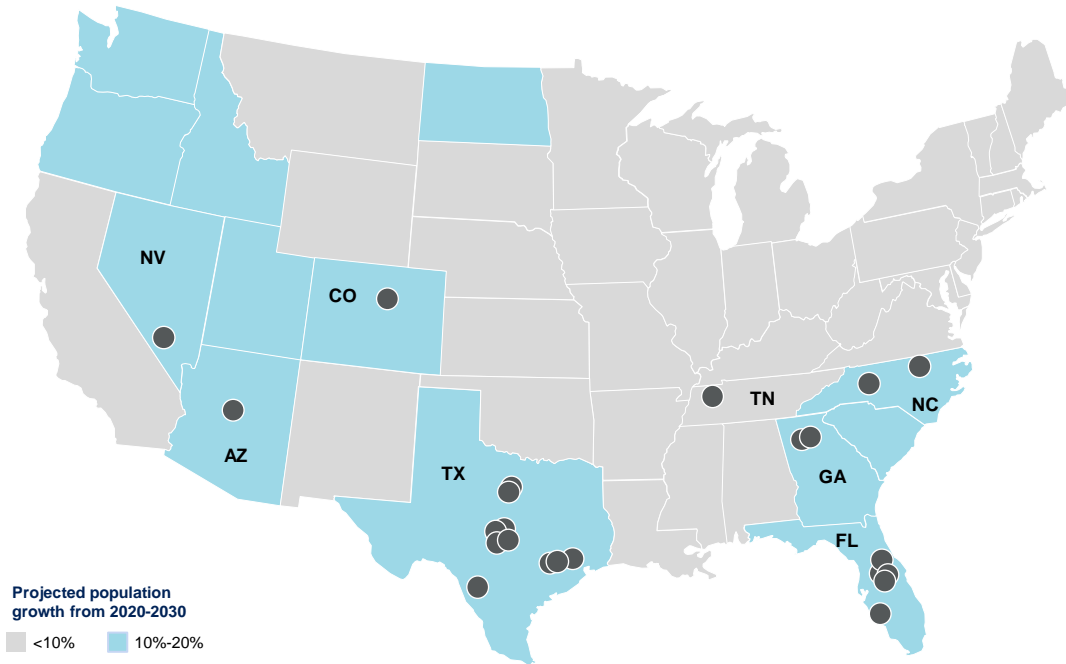 NV
CO
TN
NC
AZ
TX
GA
FL
Projected population
growth from 2020-2030
<10%
10%-20%